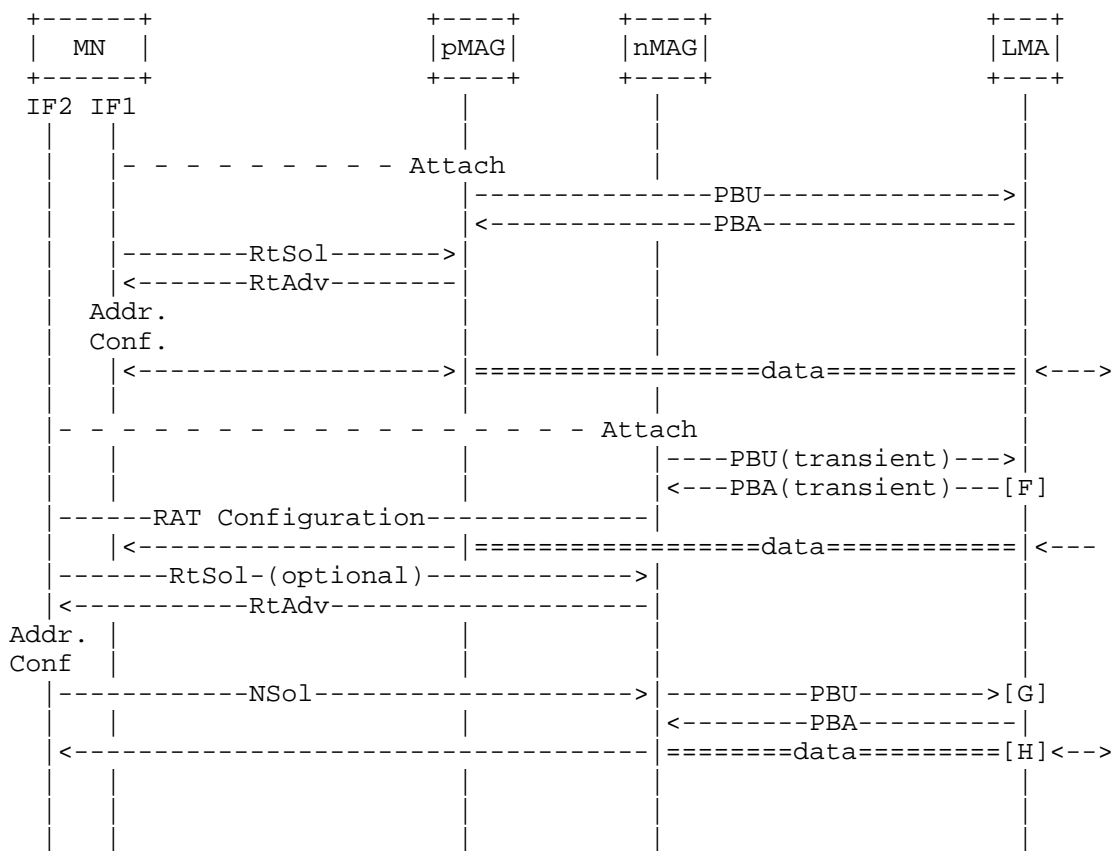 MN pMAG nMAG LMA
IF2 IF1
Attach
PBU
PBA
RtSol
RtAdv
Addr.
Conf.
data
Attach
PBU(transient)
PBA(transient) [F]
RAT Configuration
data
RtSol-(optional)
RtAdv
Addr.
Conf
NSol PBU [G]
PBA
data [H]